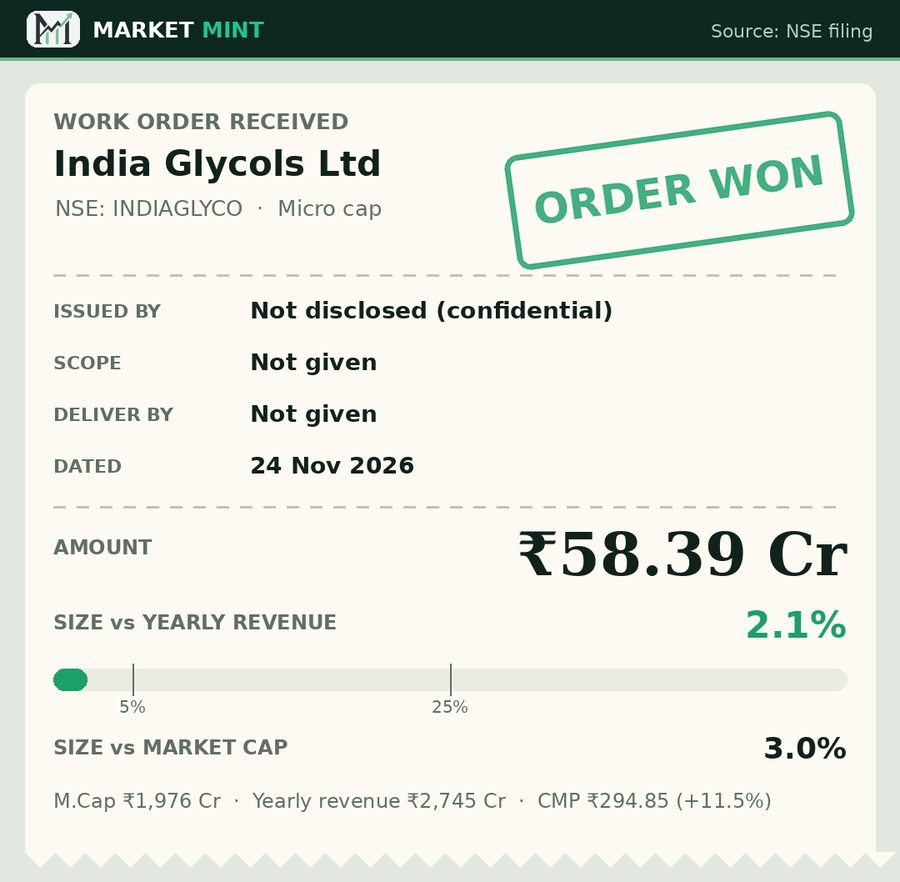 MARKET MINT
Source: NSE filing
WORK ORDER RECEIVED
India Glycols Ltd
NSE: INDIAGLYCO · Micro cap
ORDER WON
ISSUED BY Not disclosed (confidential)
SCOPE Not given
DELIVER BY Not given
DATED 24 Nov 2026
AMOUNT ₹58.39 Cr
SIZE vs YEARLY REVENUE 2.1%
5% 25%
SIZE vs MARKET CAP 3.0%
M.Cap ₹1,976 Cr · Yearly revenue ₹2,745 Cr · CMP ₹294.85 (+11.5%)